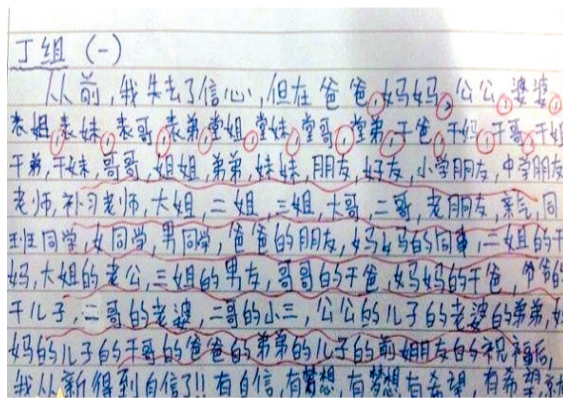 丁组 (一)
从前,我失去了信心,但在爸爸,妈妈,公公,婆婆,
表姐,表妹,表哥,表弟,堂姐,堂妹,堂哥,堂弟,干爸,干妈,干哥,干姐
干弟,干妹,哥哥,姐姐,弟弟,妹妹,朋友,好友,小学朋友,中学朋友
老师,补习老师,大姐,二姐,三姐,大哥,二哥,老朋友,亲戚,同
班同学,女同学,男同学,爸爸的朋友,妈妈的同事,二姐的干
妈,大姐的老公,三姐的男友,哥哥的干爸,妈妈的干爸,爷爷的
干儿子,二哥的老婆,二哥的小三,公公的儿子的老婆的弟弟,
妈的儿子的干哥的爸爸的弟弟的儿子的前女朋友的祝福后,
我从新得到自信了!!有自信,有梦想,有梦想有希望,有希望,就